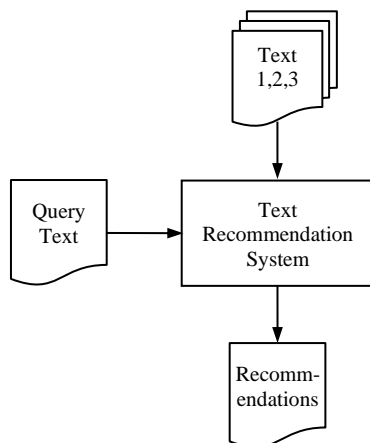 Text
1,2,3
Query
Text
Text
Recommendation
System
Recomm-
endations